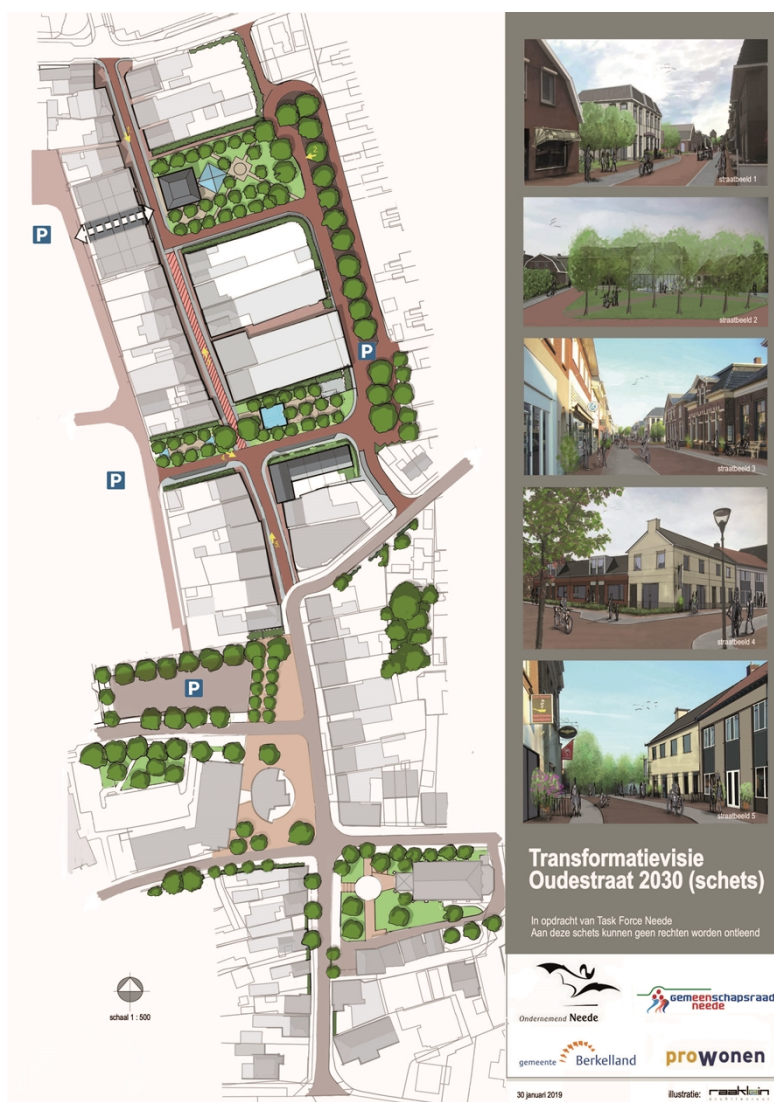 P
P
P
P
schaal 1 : 500
straatbeeld 1
straatbeeld 2
straatbeeld 3
straatbeeld 4
straatbeeld 5
Transformatievisie
Oudestraat 2030 (schets)
In opdracht van Task Force Neede
Aan deze schets kunnen geen rechten worden ontleend
Ondernemend Neede
gemeenschapsraad
neede
gemeente Berkelland
prowonen
30 januari 2019
illustratie: raaklein